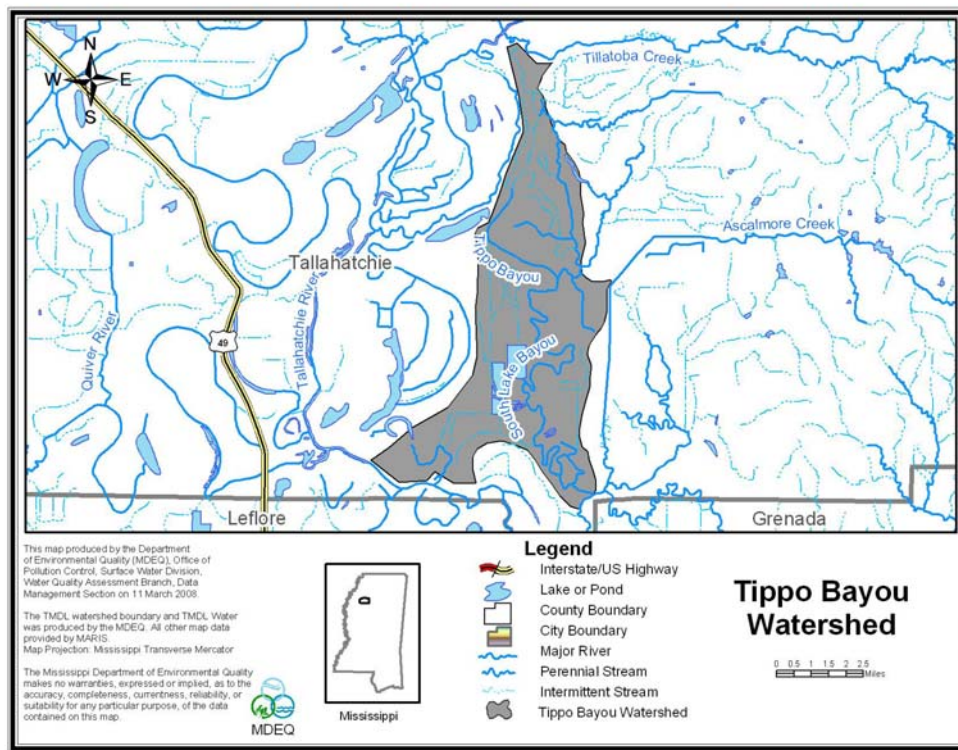 N
W E
S
Tillatoba Creek
Ascalmore Creek
Tallahatchie
Tippo Bayou
Tallahatchie River
Quiver River
49
South Lake Bayou
Leflore
Grenada
This map produced by the Department
of Environmental Quality (MDEQ), Office of
Pollution Control, Surface Water Division,
Water Quality Assessment Branch, Data
Management Section on 11 March 2008.
The TMDL watershed boundary and TMDL Water
was produced by the MDEQ. All other map data
provided by MARIS.
Map Projection: Mississippi Transverse Mercator
The Mississippi Department of Environmental Quality
makes no warranties, expressed or implied, as to the
accuracy, completeness, currentness, reliability, or
suitability for any particular purpose, of the data
contained on this map.
MDEQ
Mississippi
Legend
Interstate/US Highway
Lake or Pond
County Boundary
City Boundary
Major River
Perennial Stream
Intermittent Stream
Tippo Bayou Watershed
Tippo Bayou
Watershed
0 0.5 1 1.5 2 2.5
Miles